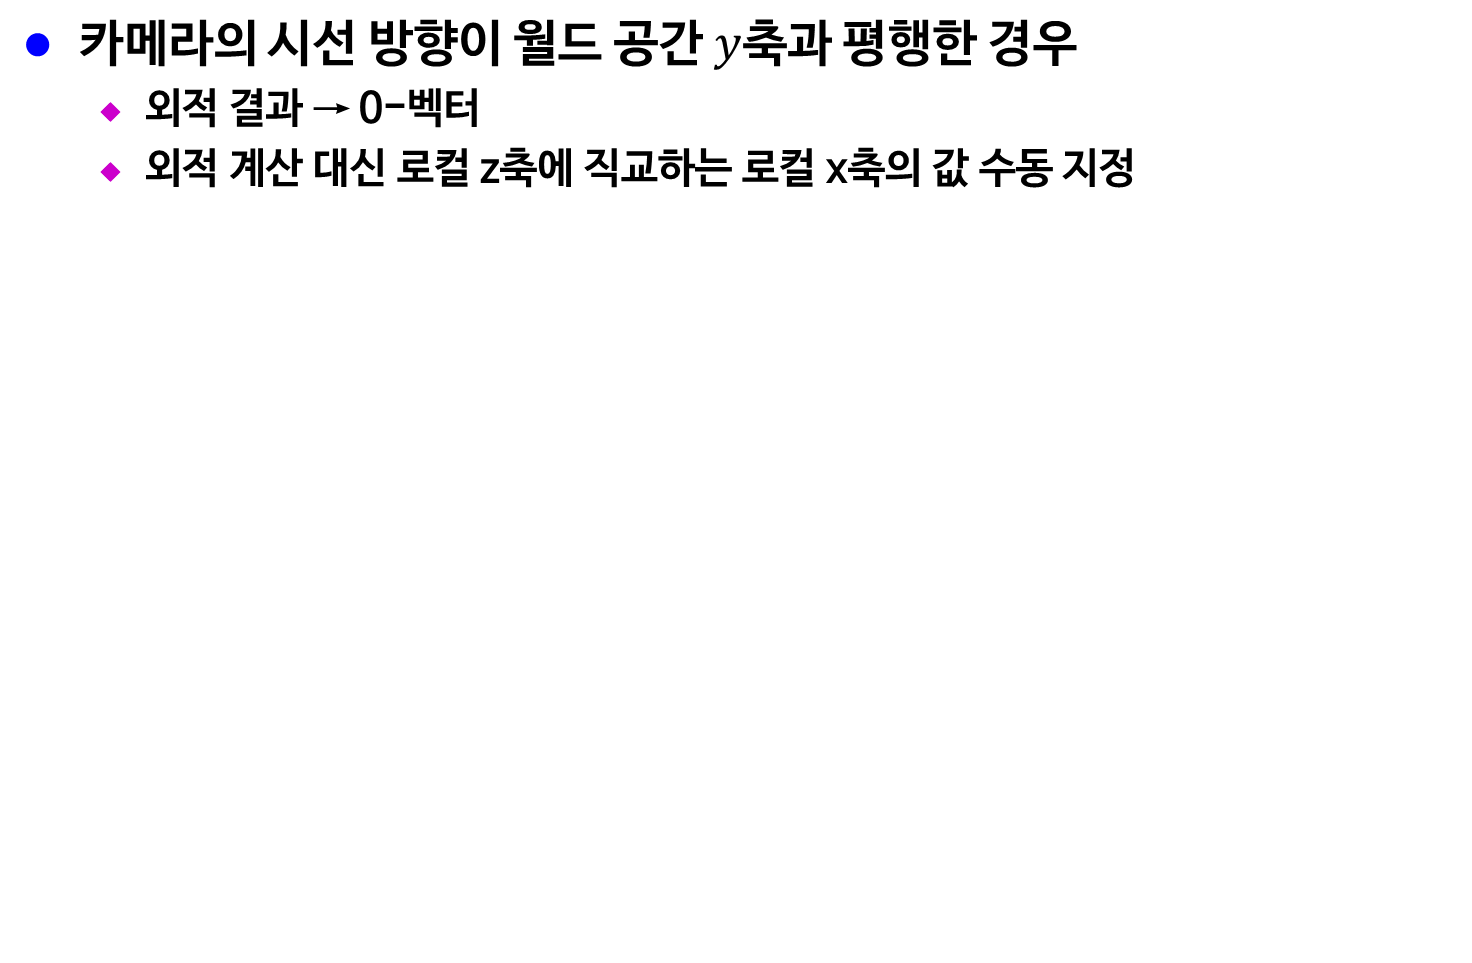 ● 카메라의 시선 방향이 월드 공간 y축과 평행한 경우
◆ 외적 결과 → 0-벡터
◆ 외적 계산 대신 로컬 z축에 직교하는 로컬 x축의 값 수동 지정